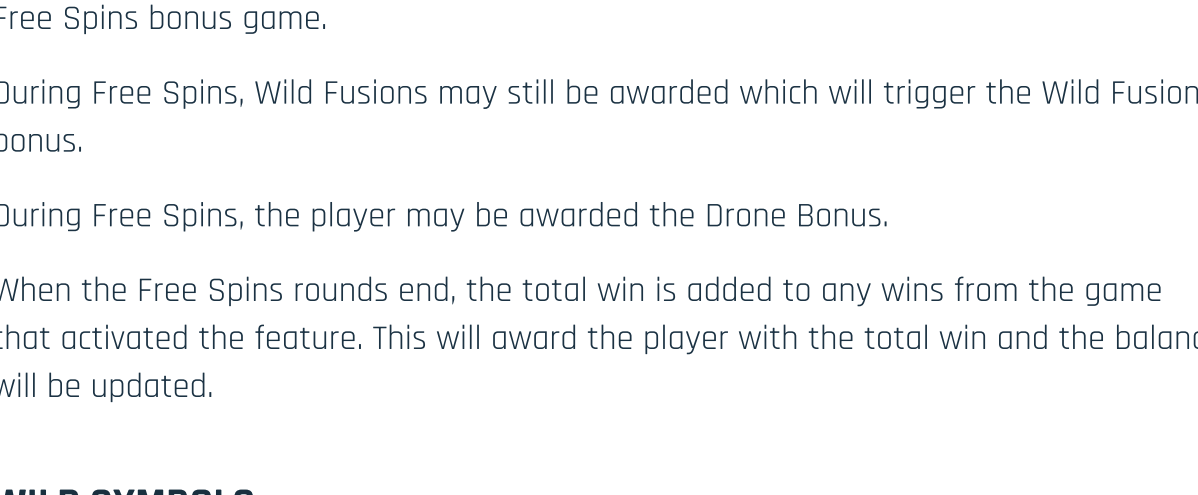 Free Spins bonus game.
During Free Spins, Wild Fusions may still be awarded which will trigger the Wild Fusion
bonus.
During Free Spins, the player may be awarded the Drone Bonus.
When the Free Spins rounds end, the total win is added to any wins from the game
that activated the feature. This will award the player with the total win and the balanc
will be updated.
WILD SYMBOLS